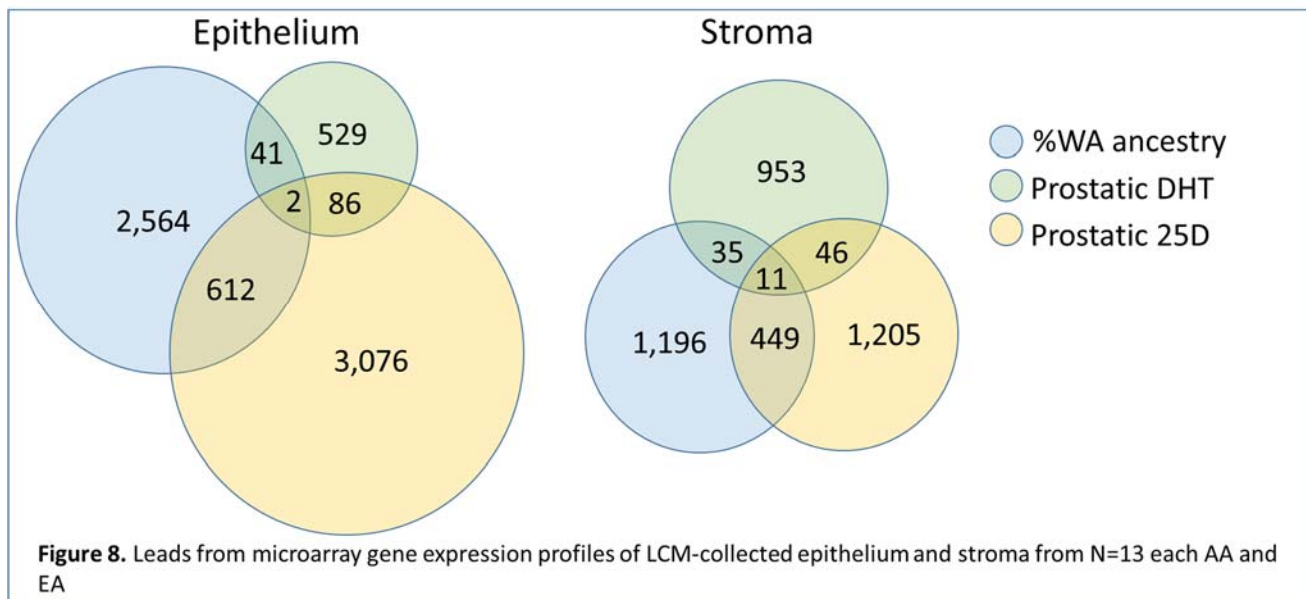 Epithelium
Stroma
529
41
2
86
2,564
612
3,076
953
35
46
11
1,196
449
1,205
%WA ancestry
Prostatic DHT
Prostatic 25D
Figure 8. Leads from microarray gene expression profiles of LCM-collected epithelium and stroma from N=13 each AA and
EA